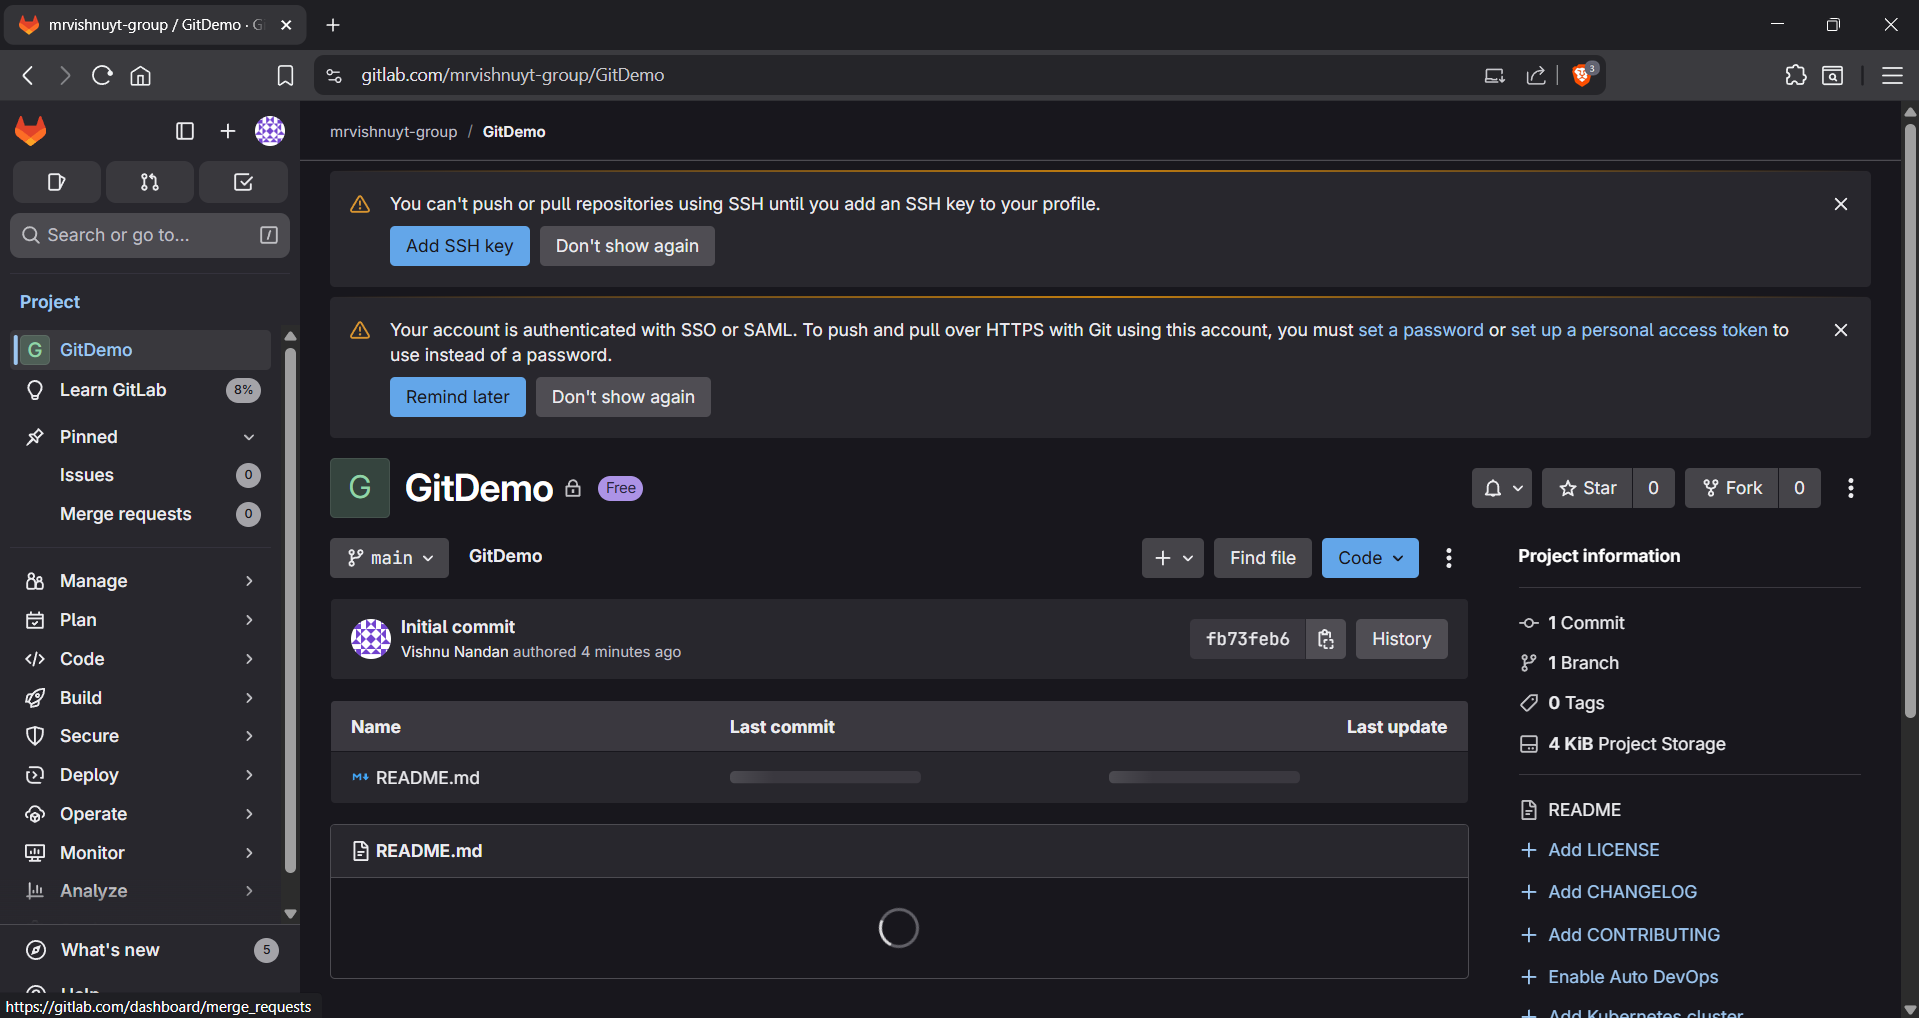 mrvishnuyt-group / GitDemo · G
gitlab.com/mrvishnuyt-group/GitDemo
3
mrvishnuyt-group / GitDemo
Search or go to...
/
Project
G GitDemo
Learn GitLab 8%
Pinned
Issues 0
Merge requests 0
Manage
Plan
Code
Build
Secure
Deploy
Operate
Monitor
Analyze
What's new 5
Help
https://gitlab.com/dashboard/merge_requests
You can't push or pull repositories using SSH until you add an SSH key to your profile.
Add SSH key Don't show again
Your account is authenticated with SSO or SAML. To push and pull over HTTPS with Git using this account, you must set a password or set up a personal access token to
use instead of a password.
Remind later Don't show again
G GitDemo Free
Star 0 Fork 0
main GitDemo
Find file Code
Initial commit
Vishnu Nandan authored 4 minutes ago
fb73feb6 History
Name Last commit Last update
README.md
README.md
Project information
1 Commit
1 Branch
0 Tags
4 KiB Project Storage
README
Add LICENSE
Add CHANGELOG
Add CONTRIBUTING
Enable Auto DevOps
Add Kubernetes cluster